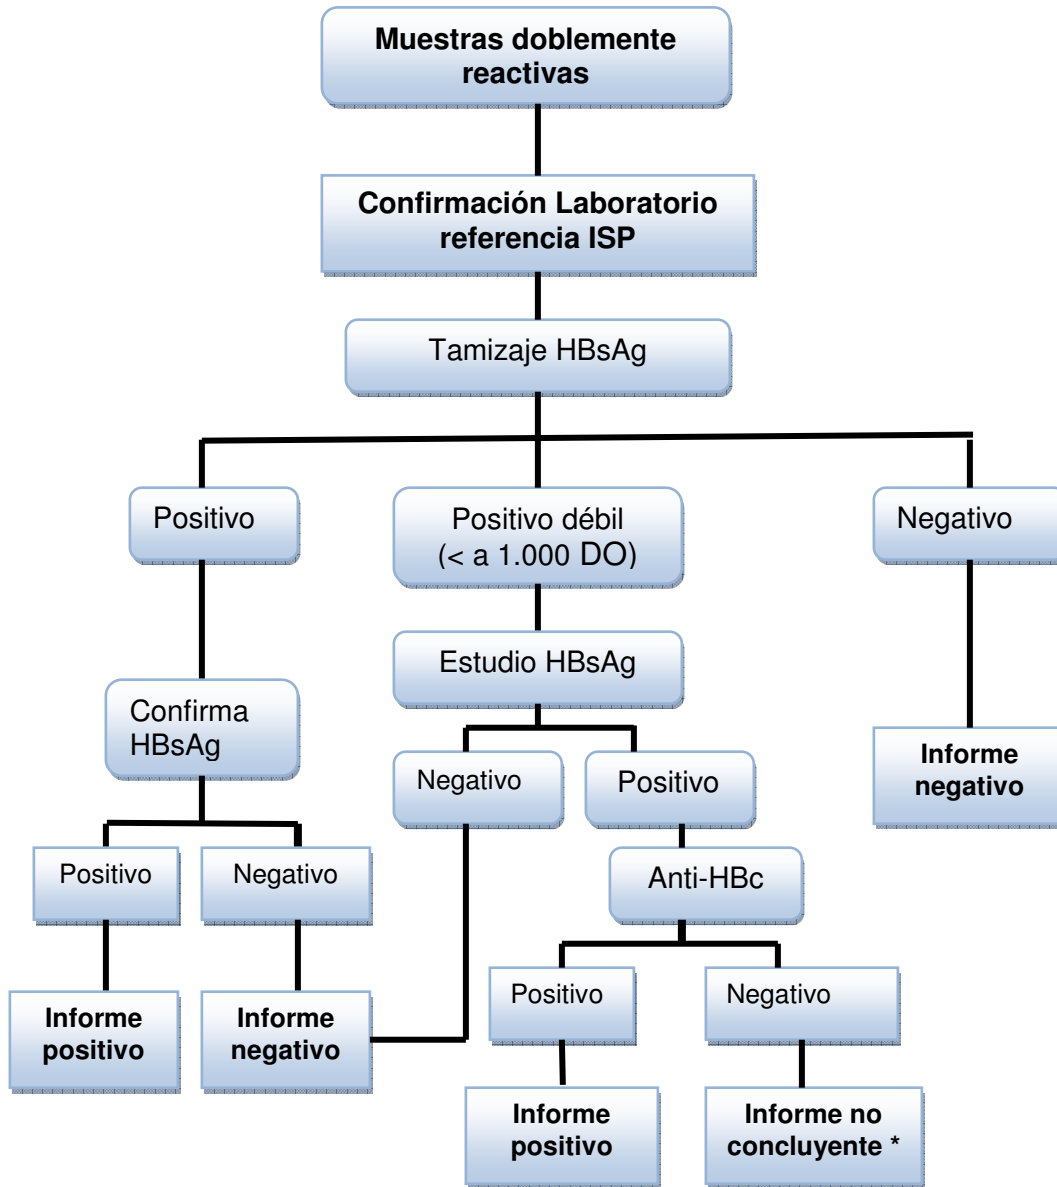 Muestras doblemente
reactivas
Confirmación Laboratorio
referencia ISP
Tamizaje HBsAg
Positivo
Positivo débil
(< a 1.000 DO)
Negativo
Estudio HBsAg
Confirma
HBsAg
Negativo
Positivo
Informe
negativo
Positivo
Negativo
Anti-HBc
Informe
positivo
Informe
negativo
Positivo
Negativo
Informe
positivo
Informe no
concluyente *